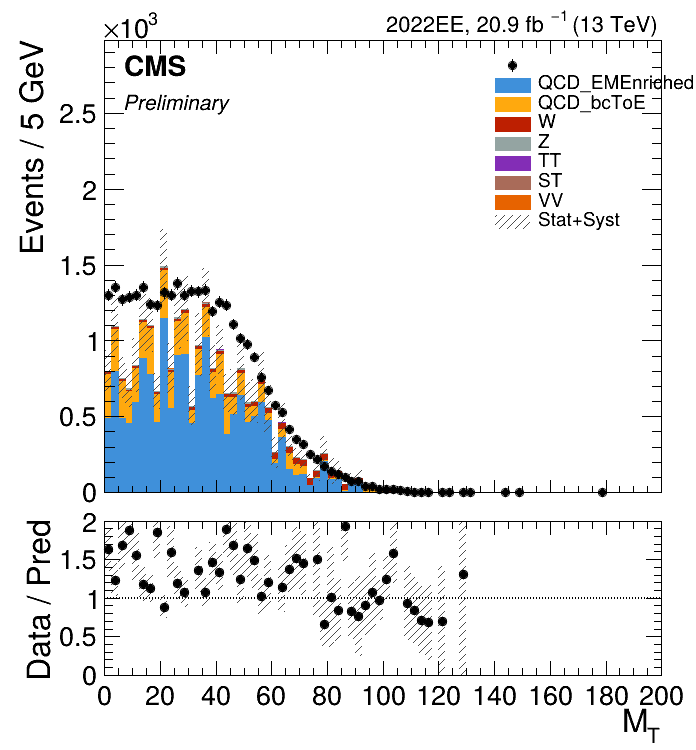 ×10³
2022EE, 20.9 fb ⁻¹ (13 TeV)
CMS
Preliminary
QCD_EMEnriched
QCD_bcToE
W
Z
TT
ST
VV
Stat+Syst
Events / 5 GeV
2.5
2
1.5
1
0.5
0
Data / Pred
2
1.5
1
0.5
0
0 20 40 60 80 100 120 140 160 180 200
M_T